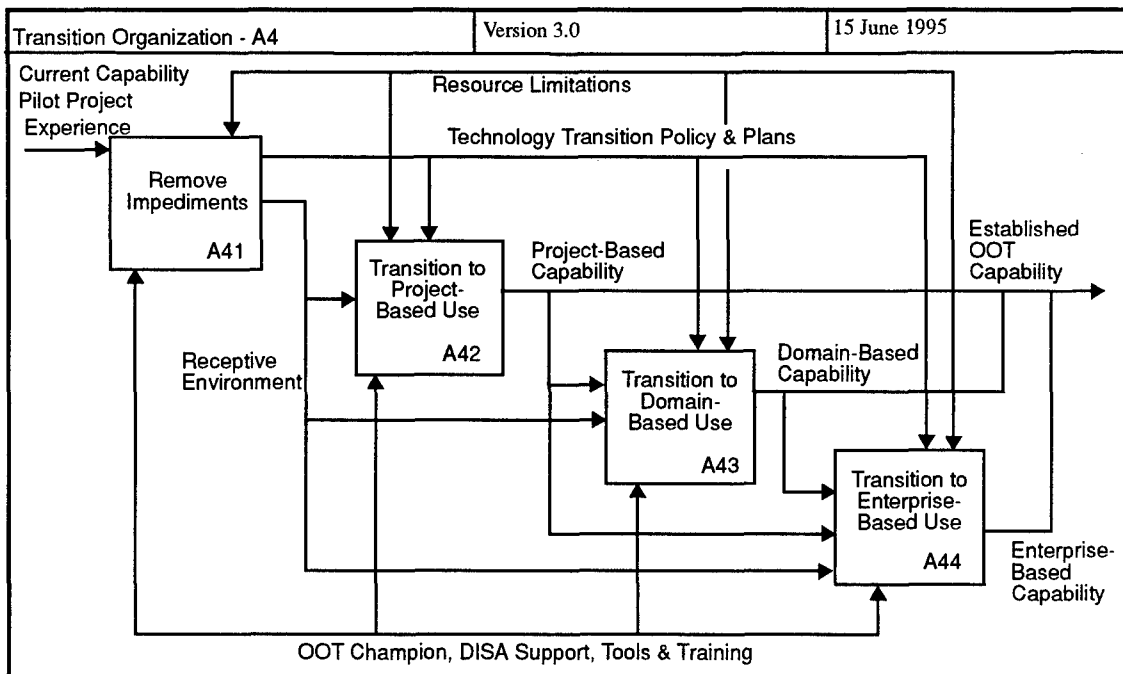 Transition Organization - A4
Version 3.0
15 June 1995
Current Capability
Pilot Project
Experience
Resource Limitations
Technology Transition Policy & Plans
Remove
Impediments
A41
Transition to
Project-
Based Use
A42
Project-Based
Capability
Established
OOT
Capability
Receptive
Environment
Transition to
Domain-
Based Use
A43
Domain-Based
Capability
Transition to
Enterprise-
Based Use
A44
Enterprise-
Based
Capability
OOT Champion, DISA Support, Tools & Training